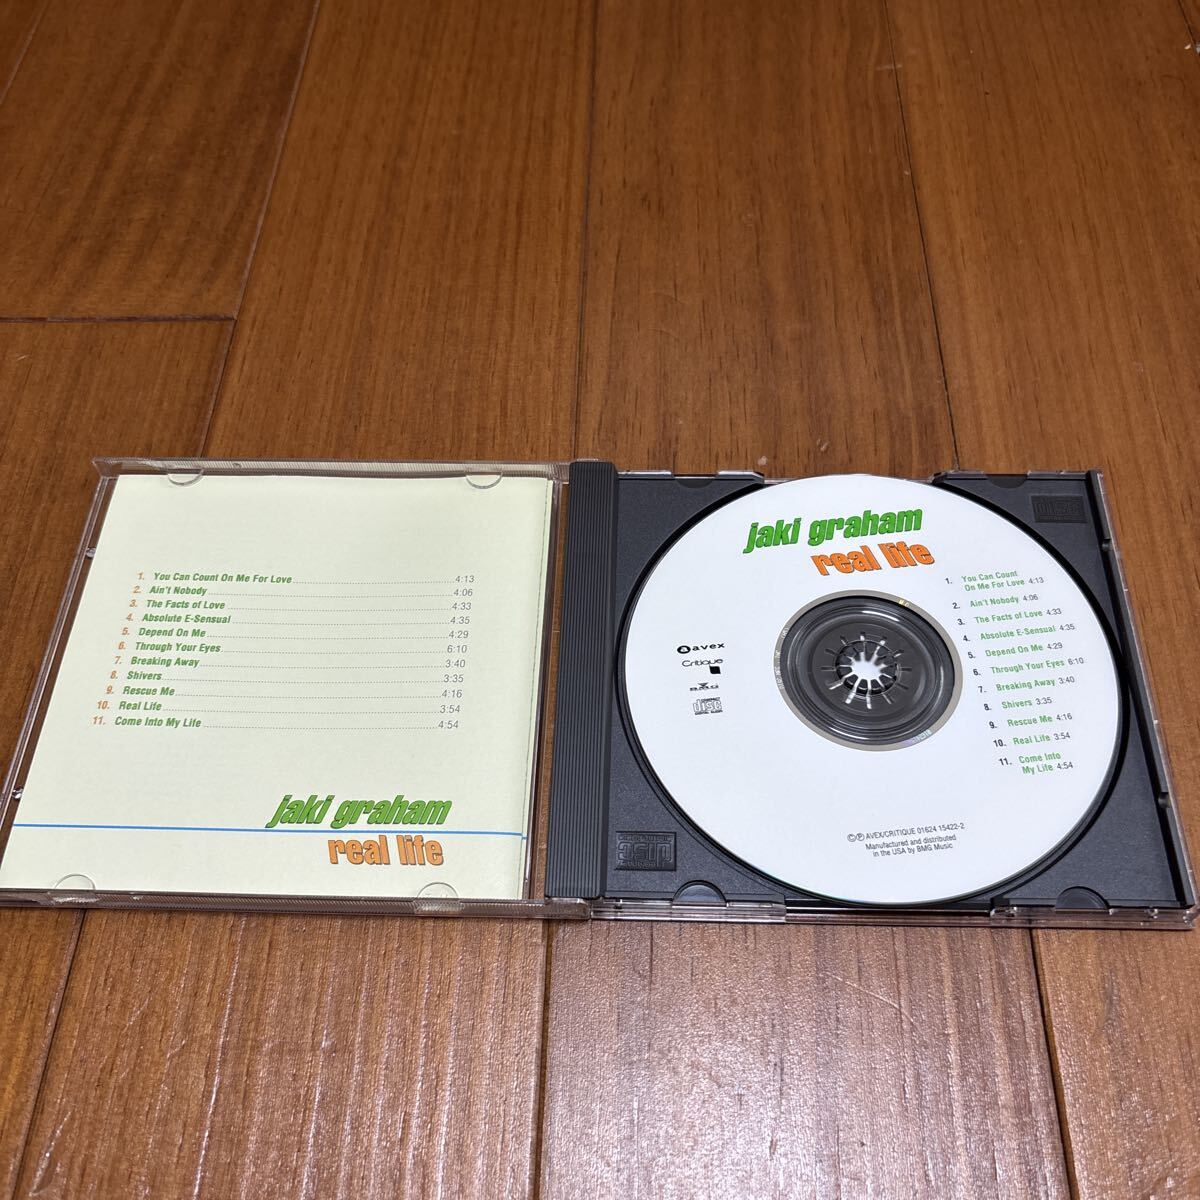 1. You Can Count On Me For Love 4:13
2. Ain't Nobody 4:06
3. The Facts of Love 4:33
4. Absolute E-Sensual 4:35
5. Depend On Me 4:29
6. Through Your Eyes 6:10
7. Breaking Away 3:40
8. Shivers 3:35
9. Rescue Me 4:16
10. Real Life 3:54
11. Come Into My Life 4:54
jaki graham
real life
jaki graham
real life
1. You Can Count
On Me For Love 4:13
2. Ain't Nobody 4:06
3. The Facts of Love 4:33
4. Absolute E-Sensual 4:35
5. Depend On Me 4:29
6. Through Your Eyes 6:10
7. Breaking Away 3:40
8. Shivers 3:35
9. Rescue Me 4:16
10. Real Life 3:54
11. Come Into
My Life 4:54
avex
Critique
BMG
COMPACT
disc
DIGITAL AUDIO
©℗ AVEX/CRITIQUE 01624 15422-2
Manufactured and distributed
in the USA by BMG Music
disc
disc